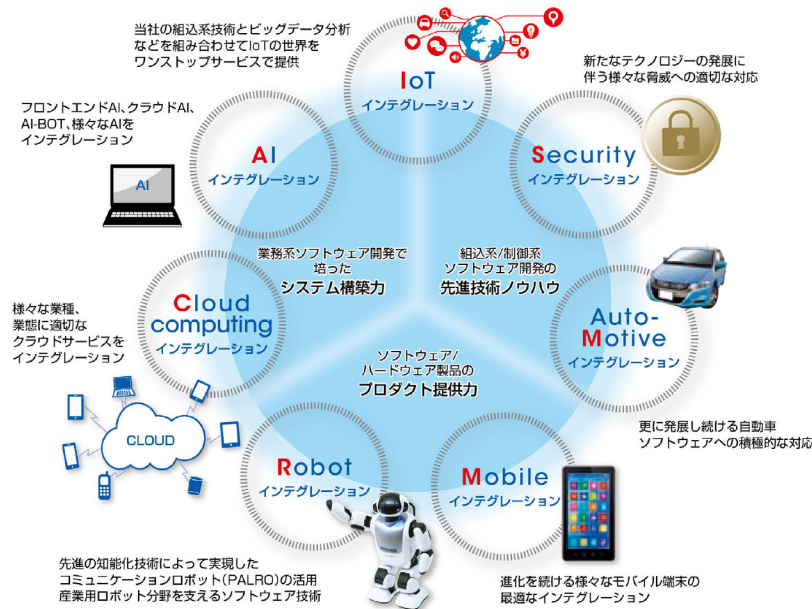 当社の組込系技術とビッグデータ分析
などを組み合わせてIoTの世界を
ワンストップサービスで提供
IoT
インテグレーション
新たなテクノロジーの発展に
伴う様々な脅威への適切な対応
フロントエンドAI、クラウドAI、
AI-BOT、様々なAIを
インテグレーション
AI
AI
インテグレーション
Security
インテグレーション
業務系ソフトウェア開発で
培った
システム構築力
組込系/制御系
ソフトウェア開発の
先進技術ノウハウ
様々な業種、
業態に適切な
クラウドサービスを
インテグレーション
Cloud
computing
インテグレーション
Auto-
Motive
インテグレーション
ソフトウェア/
ハードウェア製品の
プロダクト提供力
CLOUD
更に発展し続ける自動車
ソフトウェアへの積極的な対応
Robot
インテグレーション
Mobile
インテグレーション
先進の知能化技術によって実現した
コミュニケーションロボット(PALRO)の活用
産業用ロボット分野を支えるソフトウェア技術
進化を続ける様々なモバイル端末の
最適なインテグレーション